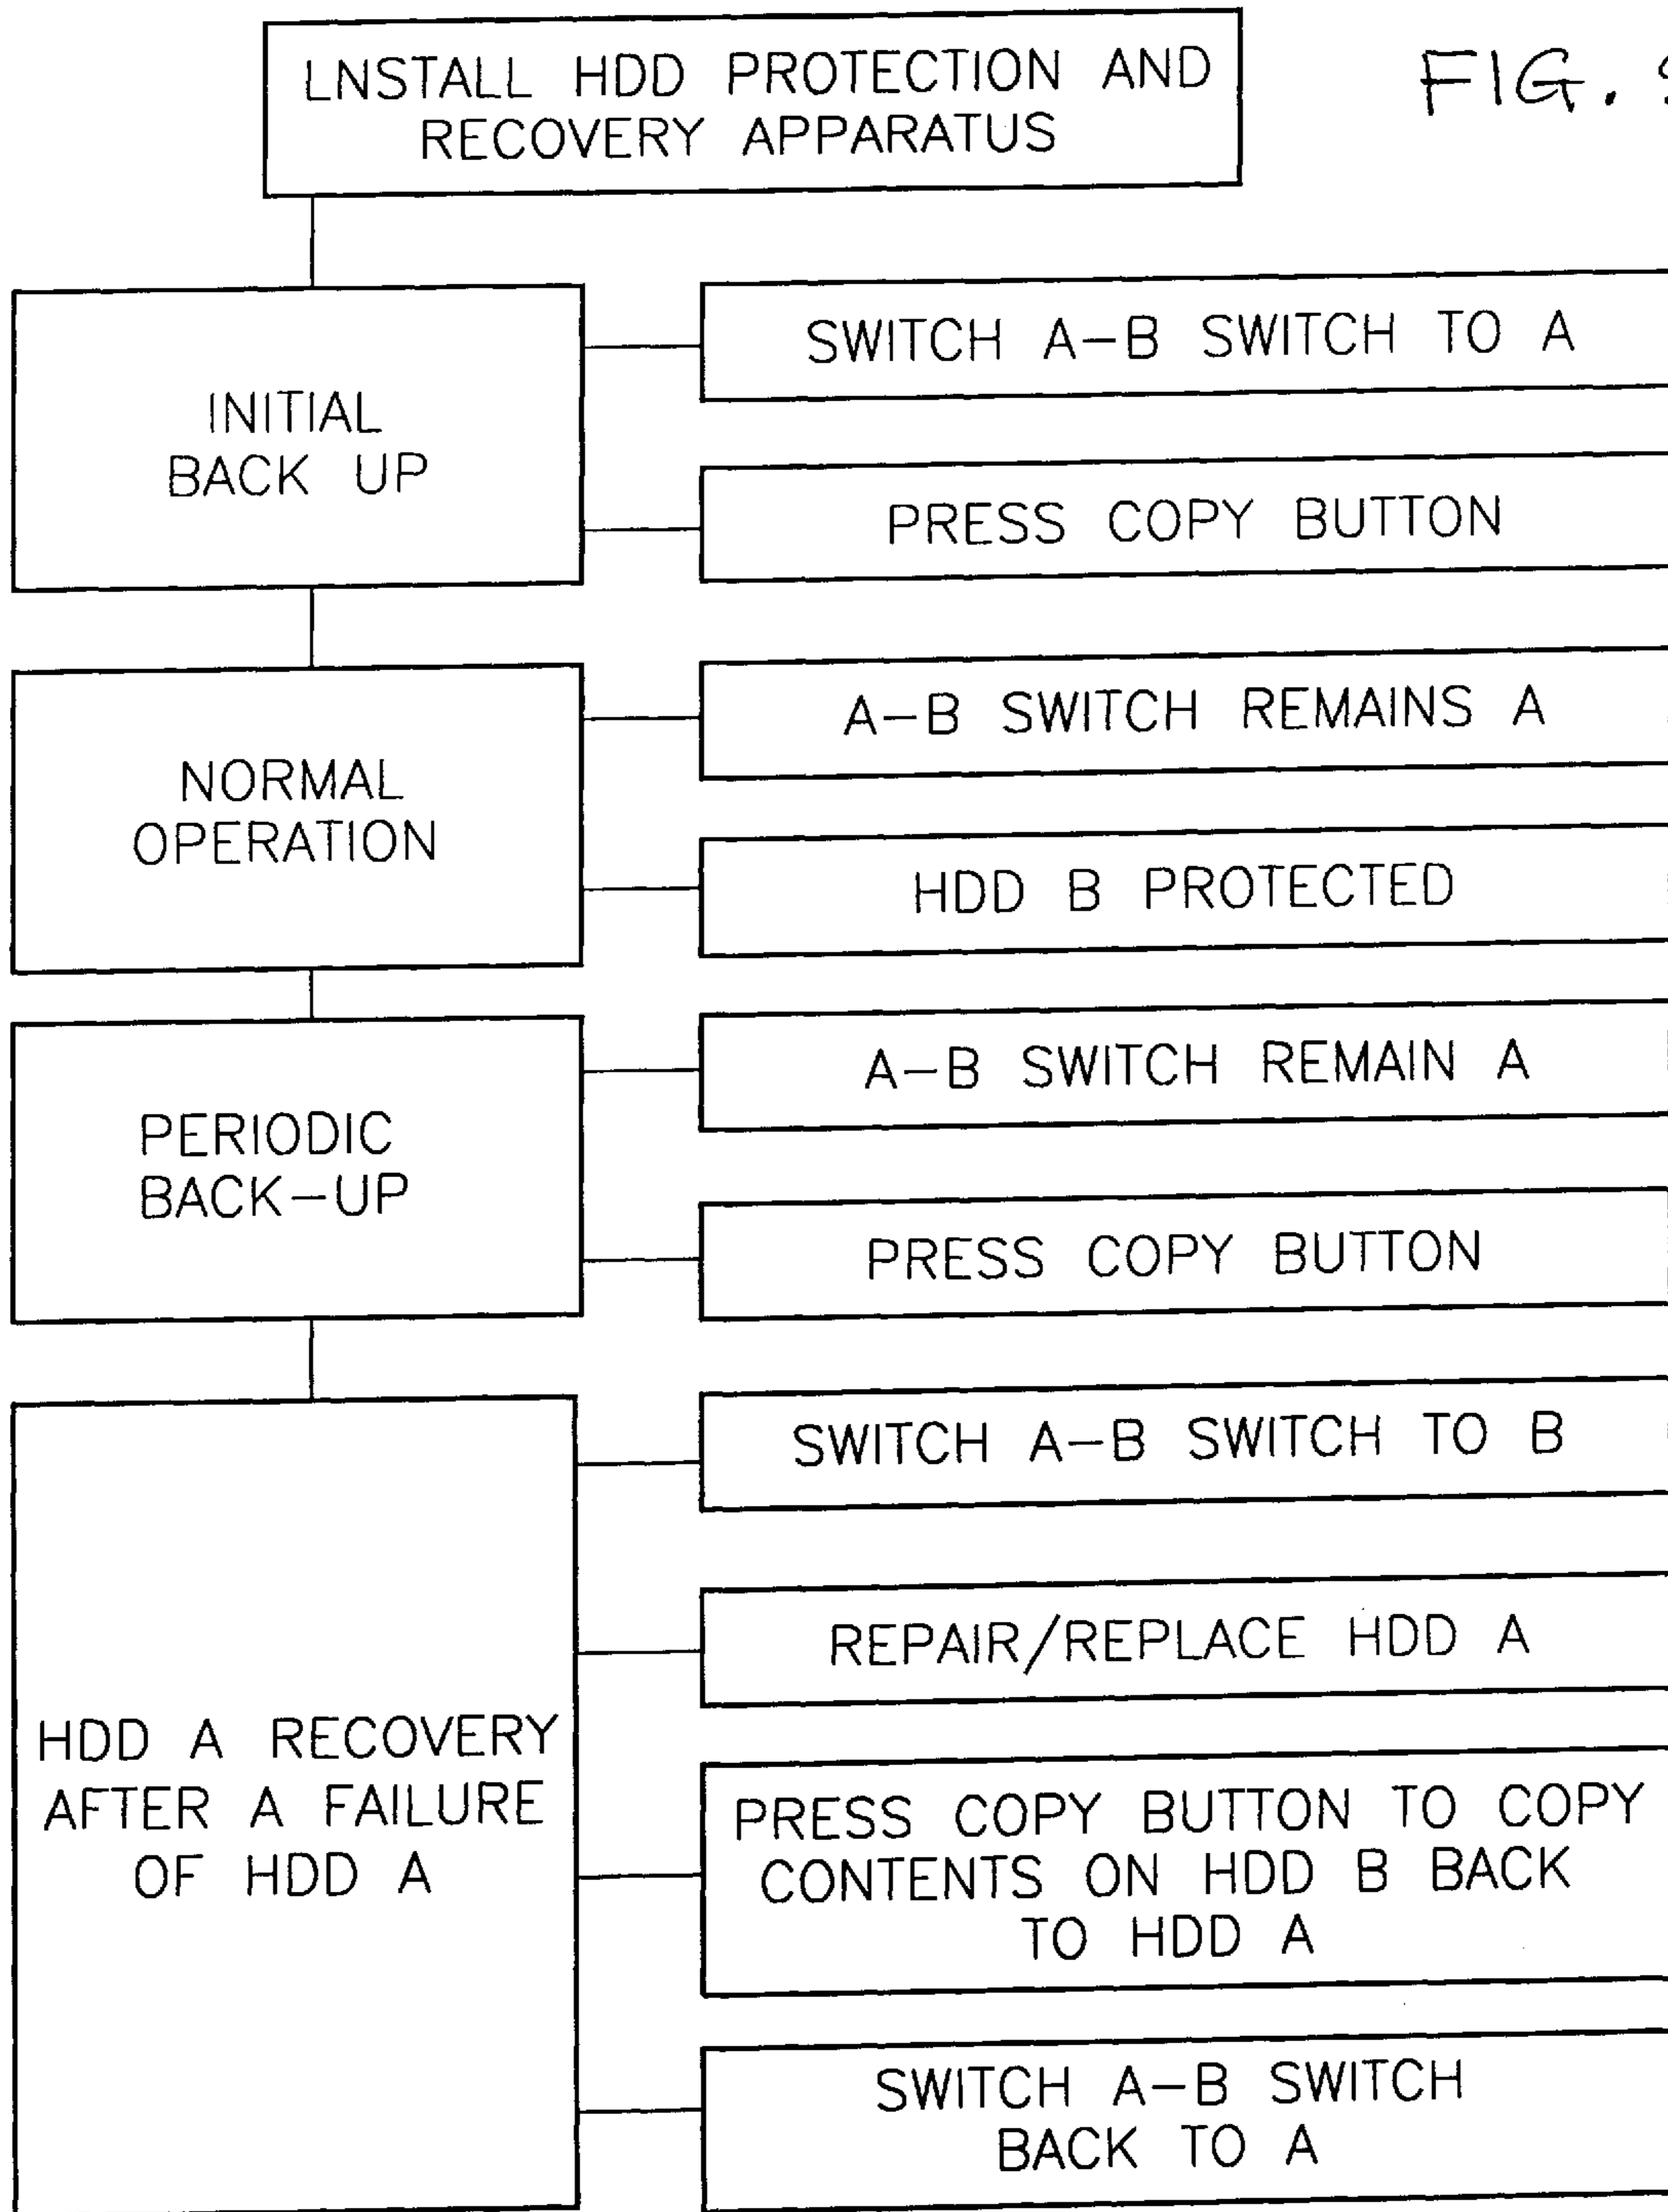 LNSTALL HDD PROTECTION AND
RECOVERY APPARATUS
FIG.
INITIAL
BACK UP
SWITCH A-B SWITCH TO A
PRESS COPY BUTTON
NORMAL
OPERATION
A-B SWITCH REMAINS A
HDD B PROTECTED
PERIODIC
BACK-UP
A-B SWITCH REMAIN A
PRESS COPY BUTTON
HDD A RECOVERY
AFTER A FAILURE
OF HDD A
SWITCH A-B SWITCH TO B
REPAIR/REPLACE HDD A
PRESS COPY BUTTON TO COPY
CONTENTS ON HDD B BACK
TO HDD A
SWITCH A-B SWITCH
BACK TO A